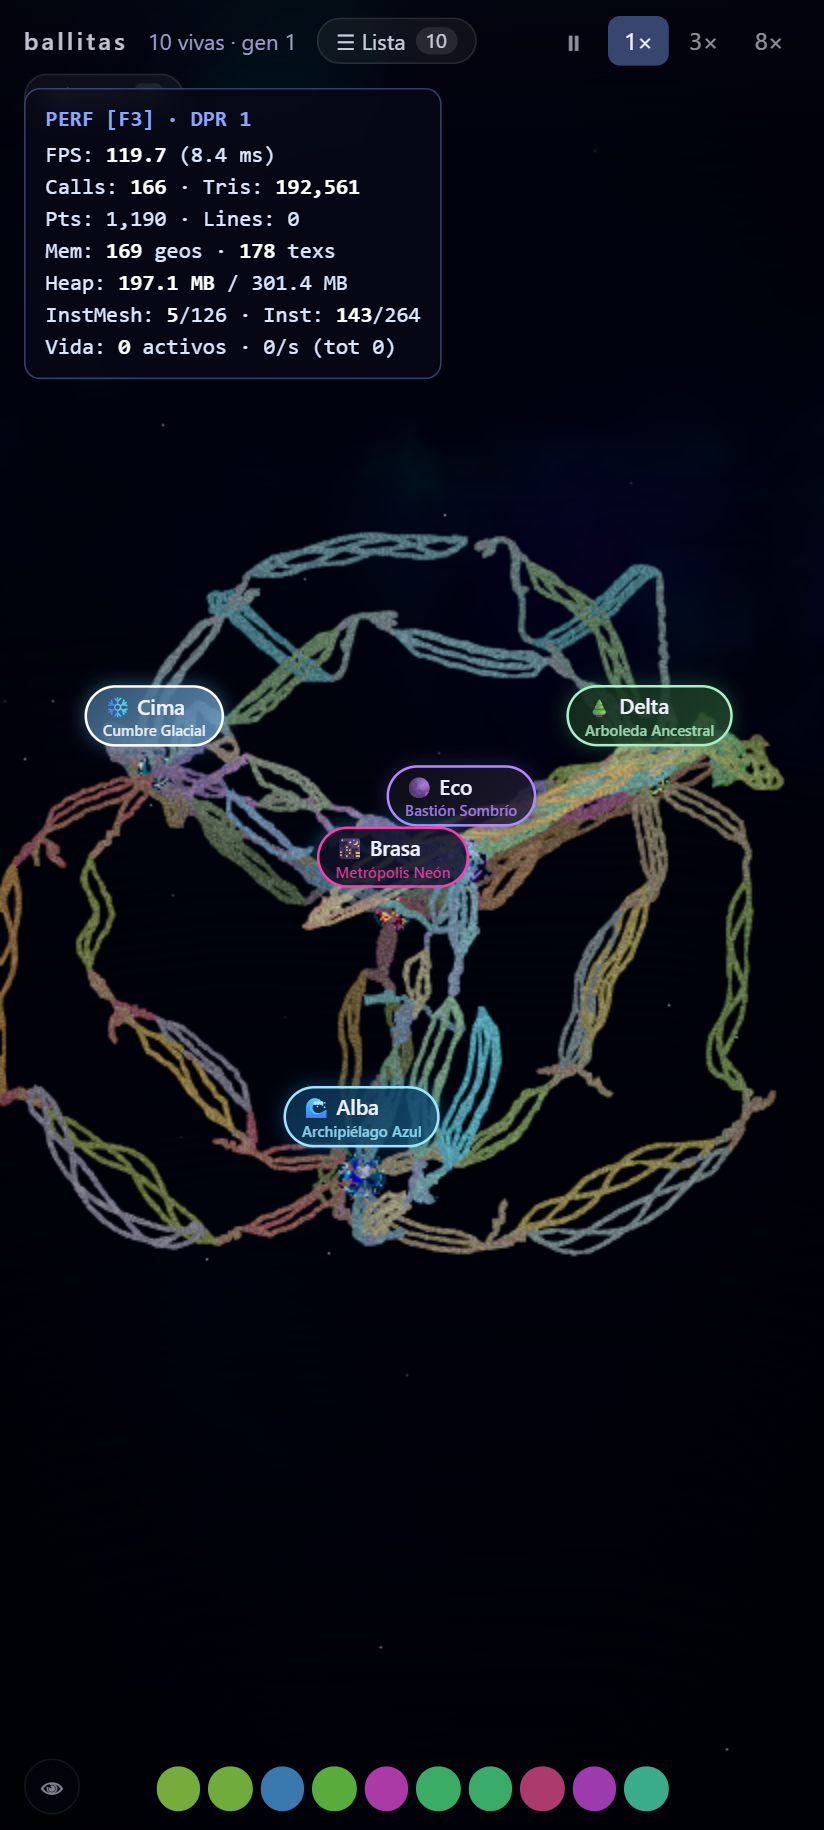 ballitas 10 vivas · gen 1 ☰ Lista 10 1× 3× 8×
PERF [F3] · DPR 1
FPS: 119.7 (8.4 ms)
Calls: 166 · Tris: 192,561
Pts: 1,190 · Lines: 0
Mem: 169 geos · 178 texs
Heap: 197.1 MB / 301.4 MB
InstMesh: 5/126 · Inst: 143/264
Vida: 0 activos · 0/s (tot 0)
Cima
Cumbre Glacial
Delta
Arboleda Ancestral
Eco
Bastión Sombrío
Brasa
Metrópolis Neón
Alba
Archipiélago Azul